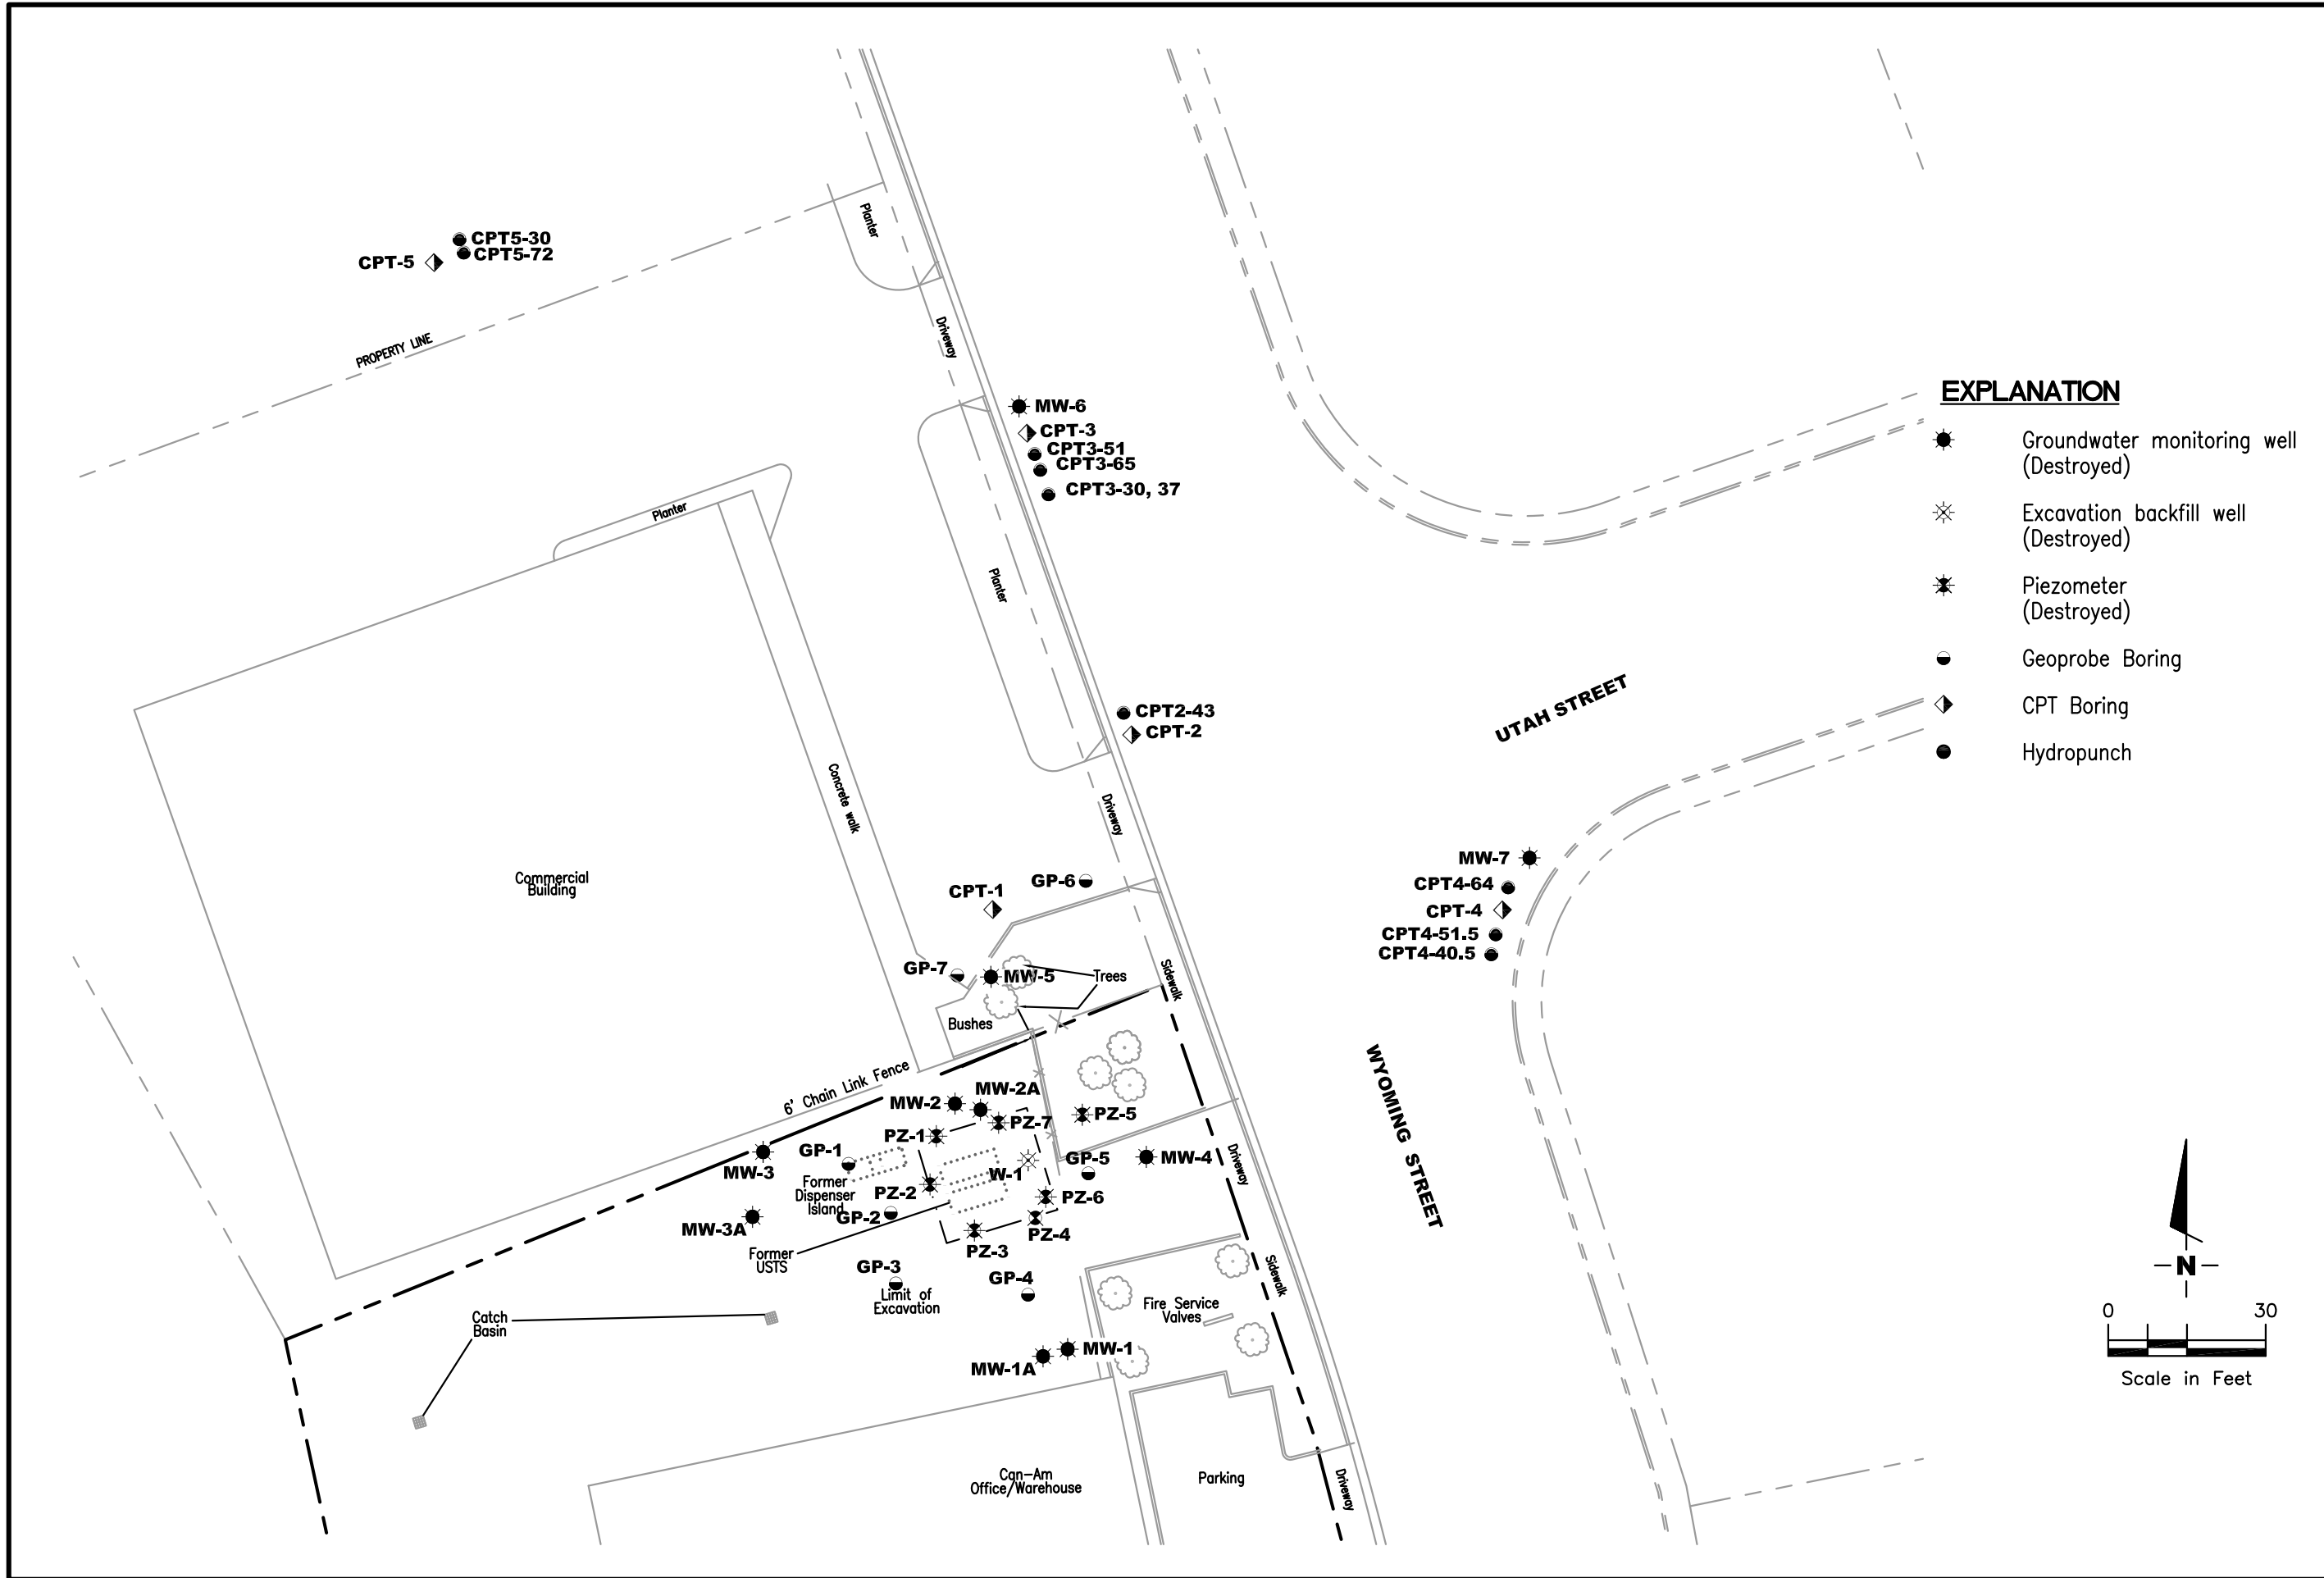 Planter
CPT5-30
CPT5-72
CPT-5
Driveway
PROPERTY LINE
MW-6
CPT-3
CPT3-51
CPT3-65
CPT3-30, 37
Planter
Planter
EXPLANATION
Groundwater monitoring well
(Destroyed)
Excavation backfill well
(Destroyed)
Piezometer
(Destroyed)
Geoprobe Boring
CPT Boring
Hydropunch
UTAH STREET
CPT2-43
CPT-2
Concrete walk
Driveway
Commercial
Building
MW-7
CPT4-64
CPT-4
CPT4-51.5
CPT4-40.5
GP-6
CPT-1
GP-7
MW-5
Trees
Sidewalk
Bushes
WYOMING STREET
6' Chain Link Fence
MW-2A
MW-2
PZ-7
PZ-5
PZ-1
GP-1
MW-3
W-1
GP-5
MW-4
Driveway
Former
Dispenser
Island
PZ-2
PZ-6
GP-2
MW-3A
PZ-4
PZ-3
Former
USTS
GP-3
GP-4
Limit of
Excavation
Sidewalk
Fire Service
Valves
Catch
Basin
MW-1
MW-1A
Can-Am
Office/Warehouse
Parking
Driveway
N
0 30
Scale in Feet